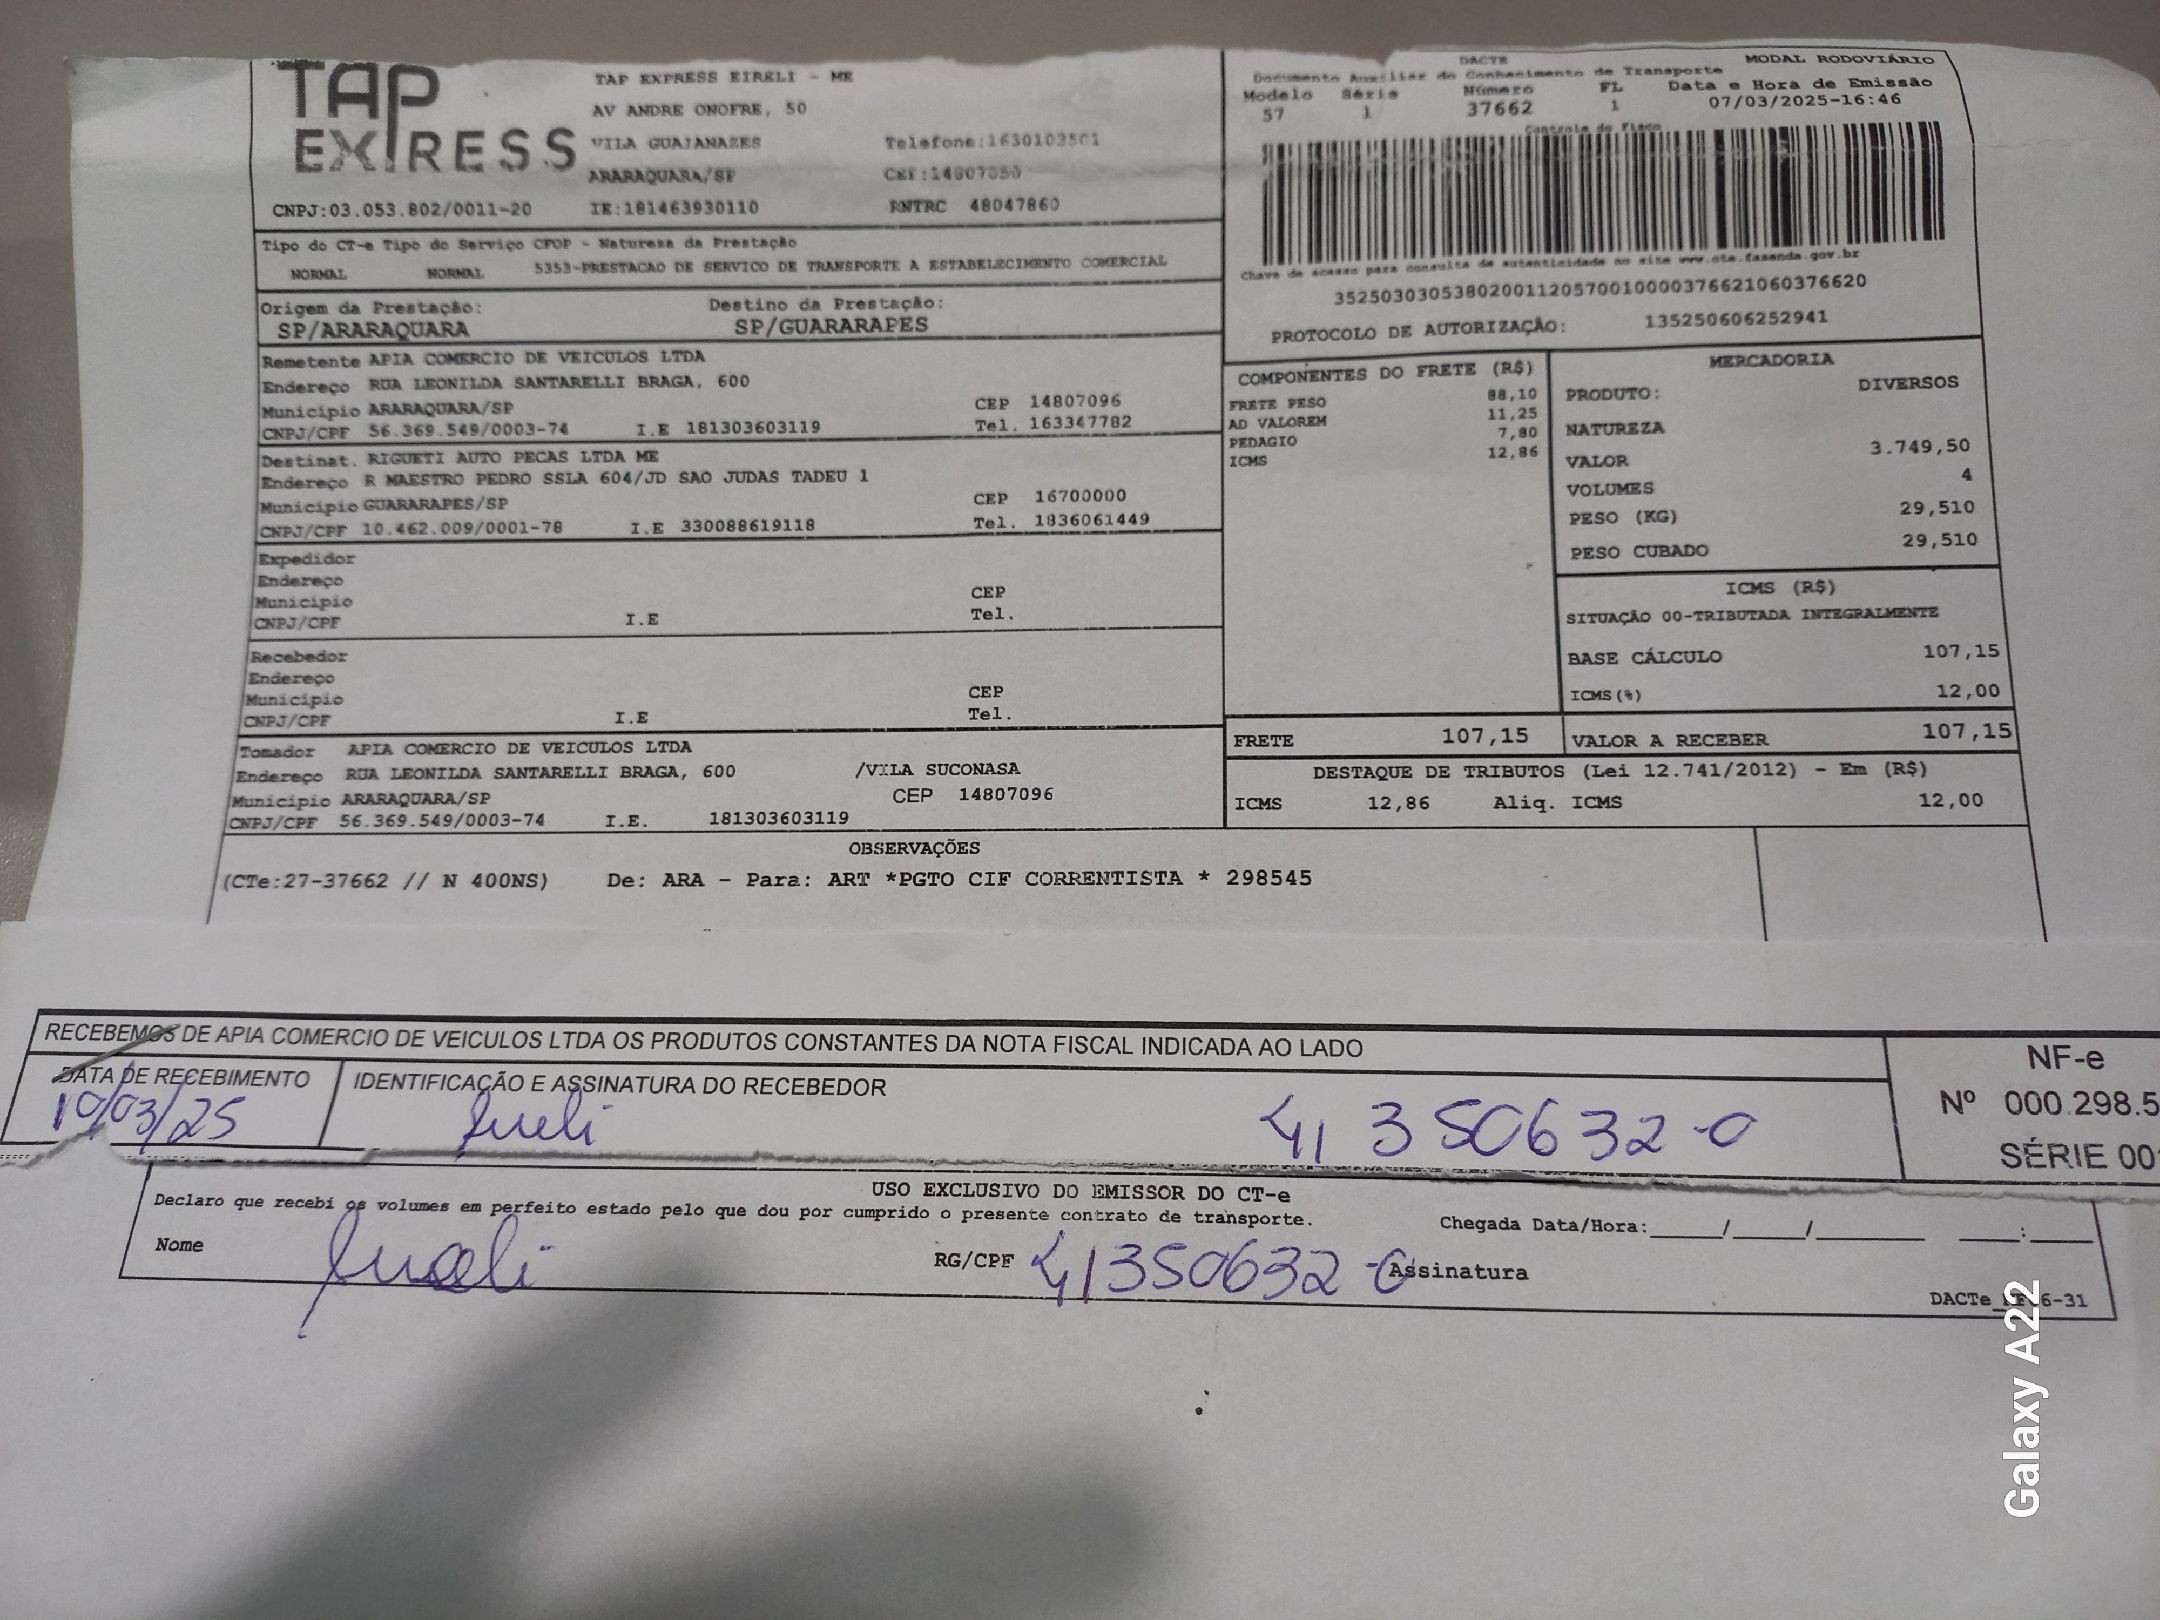 TAP EXPRESS
TAP EXPRESS EIRELI - ME
AV ANDRE ONOFRE, 50
VILA GUAIANAZES Telefone:1630103501
ARARAQUARA/SP CEP:14807050
CNPJ:03.053.802/0011-20 IE:181463930110 RNTRC 48047860
DACTE MODAL RODOVIÁRIO
Documento Auxiliar do Conhecimento de Transporte
Modelo Série Número FL Data e Hora de Emissão
57 1 37662 1 07/03/2025-16:46
Controle do Fisco
Chave de acesso para consulta de autenticidade no site www.cte.fazenda.gov.br
35250303053802001120570010000376621060376620
PROTOCOLO DE AUTORIZAÇÃO: 135250606252941
Tipo do CT-e Tipo do Serviço CFOP - Natureza da Prestação
NORMAL NORMAL 5353-PRESTACAO DE SERVICO DE TRANSPORTE A ESTABELECIMENTO COMERCIAL
Origem da Prestação: Destino da Prestação:
SP/ARARAQUARA SP/GUARARAPES
Remetente APIA COMERCIO DE VEICULOS LTDA
Endereço RUA LEONILDA SANTARELLI BRAGA, 600
Município ARARAQUARA/SP CEP 14807096
CNPJ/CPF 56.369.549/0003-74 I.E 181303603119 Tel. 163347782
Destinat. RIGUETI AUTO PECAS LTDA ME
Endereço R MAESTRO PEDRO SSLA 604/JD SAO JUDAS TADEU 1
Município GUARARAPES/SP CEP 16700000
CNPJ/CPF 10.462.009/0001-78 I.E 330088619118 Tel. 1836061449
Expedidor
Endereço
Município CEP
CNPJ/CPF I.E Tel.
Recebedor
Endereço
Município CEP
CNPJ/CPF I.E Tel.
Tomador APIA COMERCIO DE VEICULOS LTDA
Endereço RUA LEONILDA SANTARELLI BRAGA, 600 /VILA SUCONASA
Município ARARAQUARA/SP CEP 14807096
CNPJ/CPF 56.369.549/0003-74 I.E. 181303603119
COMPONENTES DO FRETE (R$)
FRETE PESO 88,10
AD VALOREM 11,25
PEDAGIO 7,80
ICMS 12,86
MERCADORIA
PRODUTO: DIVERSOS
NATUREZA
VALOR 3.749,50
VOLUMES 4
PESO (KG) 29,510
PESO CUBADO 29,510
ICMS (R$)
SITUAÇÃO 00-TRIBUTADA INTEGRALMENTE
BASE CÁLCULO 107,15
ICMS(%) 12,00
FRETE 107,15 VALOR A RECEBER 107,15
DESTAQUE DE TRIBUTOS (Lei 12.741/2012) - Em (R$)
ICMS 12,86 Aliq. ICMS 12,00
OBSERVAÇÕES
(CTe:27-37662 // N 400NS) De: ARA - Para: ART *PGTO CIF CORRENTISTA * 298545
RECEBEMOS DE APIA COMERCIO DE VEICULOS LTDA OS PRODUTOS CONSTANTES DA NOTA FISCAL INDICADA AO LADO
DATA DE RECEBIMENTO IDENTIFICAÇÃO E ASSINATURA DO RECEBEDOR
10/03/25 Sueli 41350632-0
NF-e
Nº 000.298.5
SÉRIE 00
USO EXCLUSIVO DO EMISSOR DO CT-e
Declaro que recebi os volumes em perfeito estado pelo que dou por cumprido o presente contrato de transporte. Chegada Data/Hora:____/____/____ __:__
Nome Sueli RG/CPF 41350632-0 Assinatura
6-31
Galaxy A22